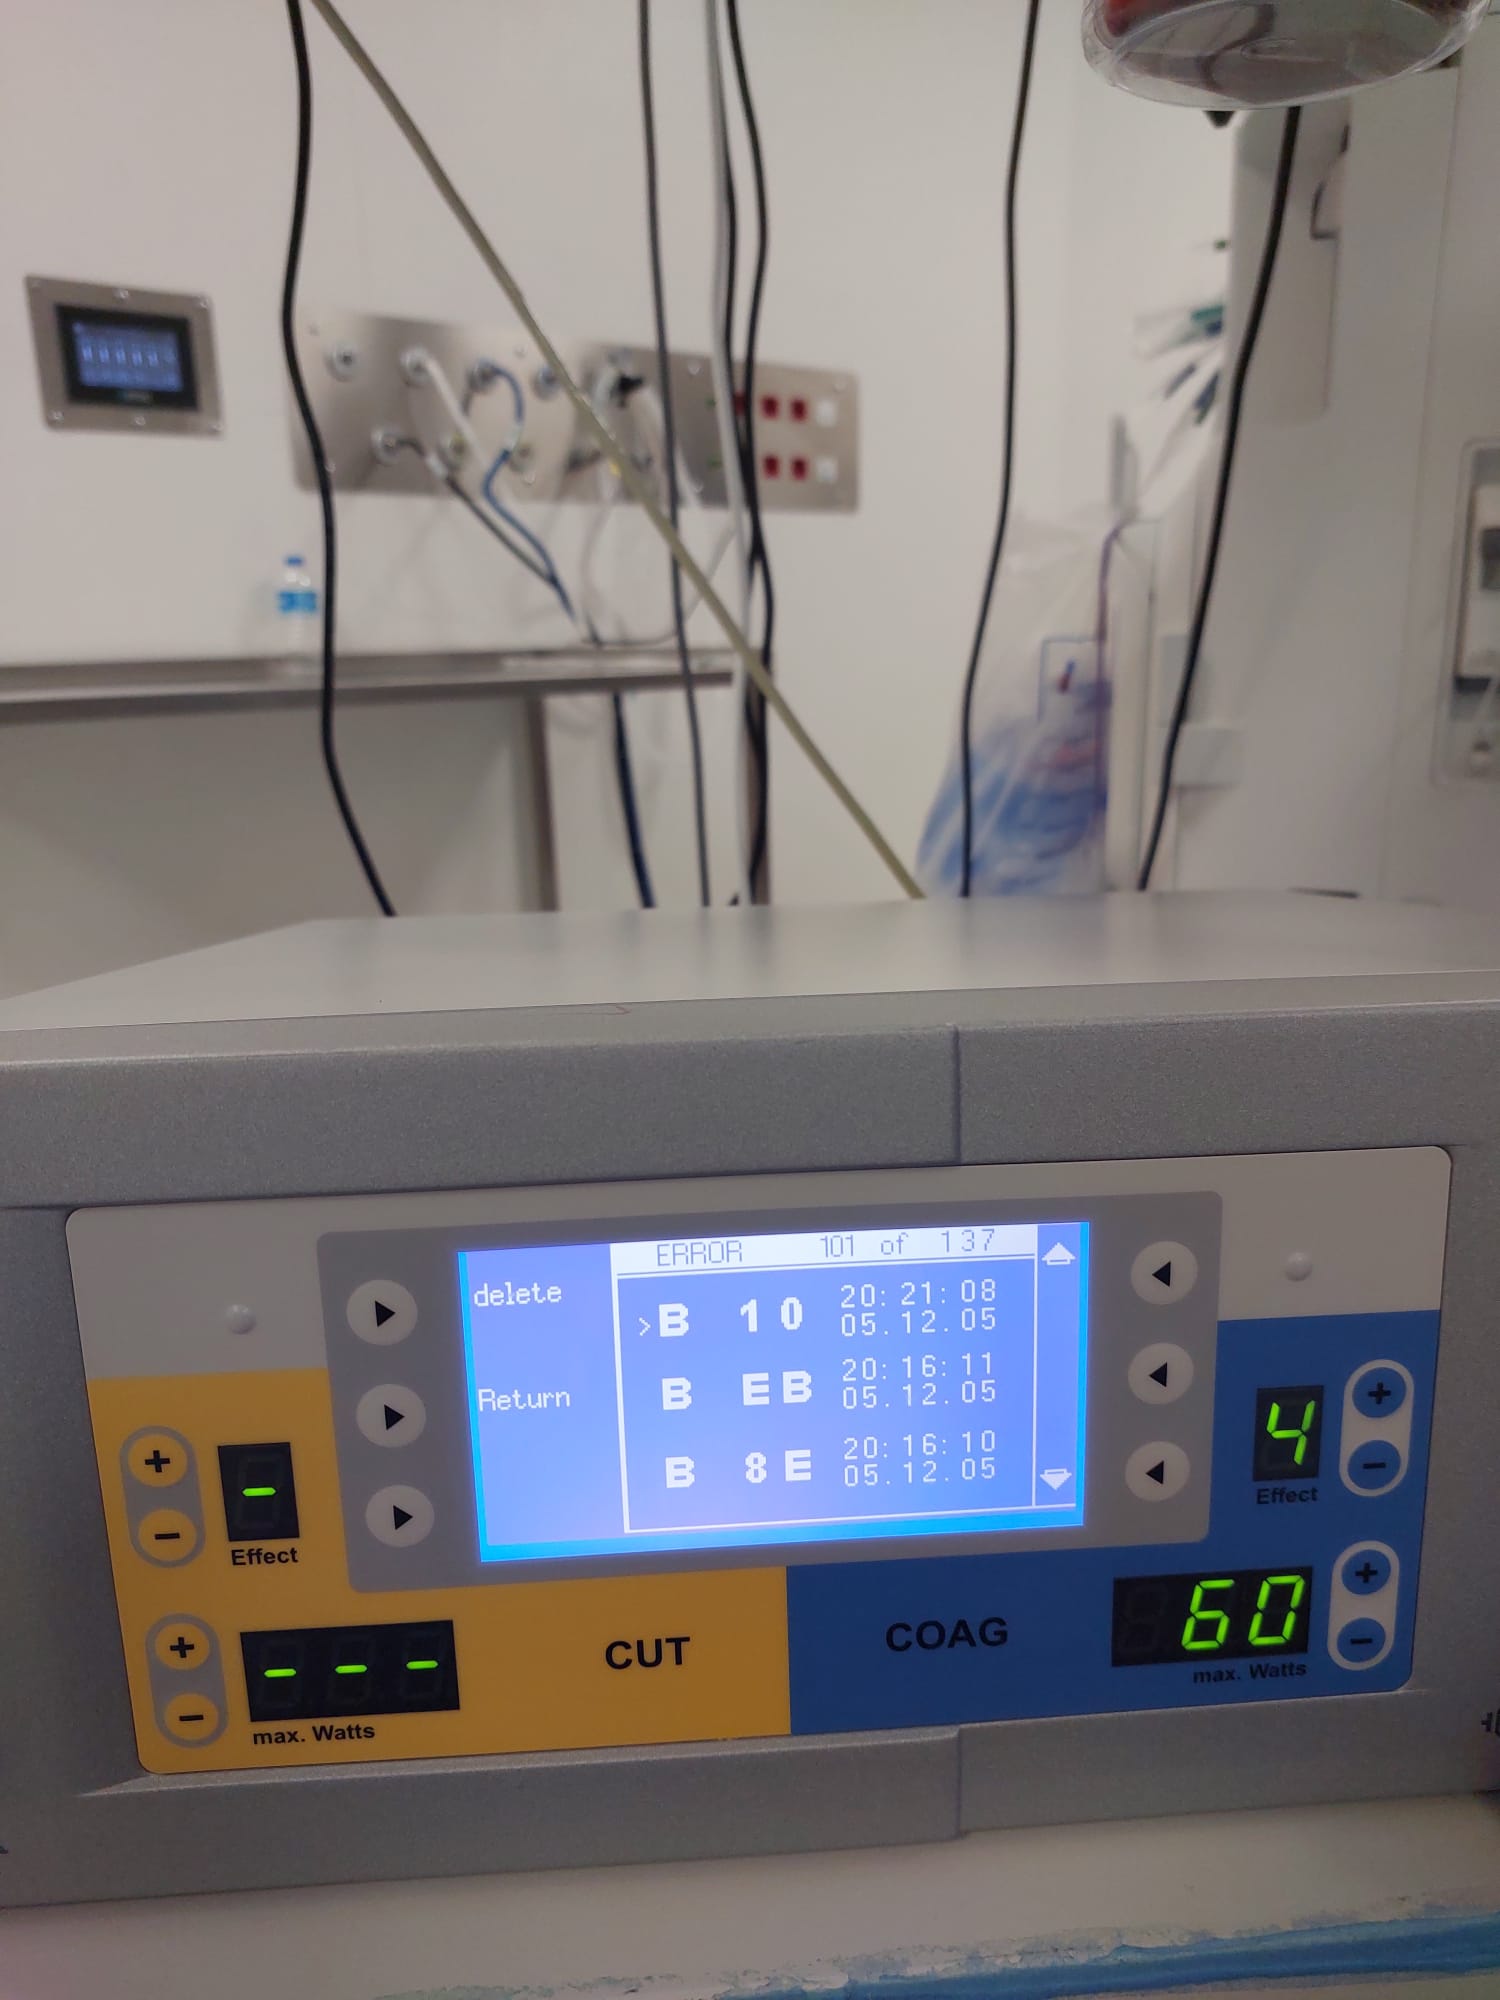 ERROR 101 of 137
delete
>B 10 20:21:08
05.12.05
Return
B EB 20:16:11
05.12.05
B 8E 20:16:10
05.12.05
+
-
-
Effect
4
+
-
Effect
+
-
---
max. Watts
CUT
COAG
60
+
-
max. Watts